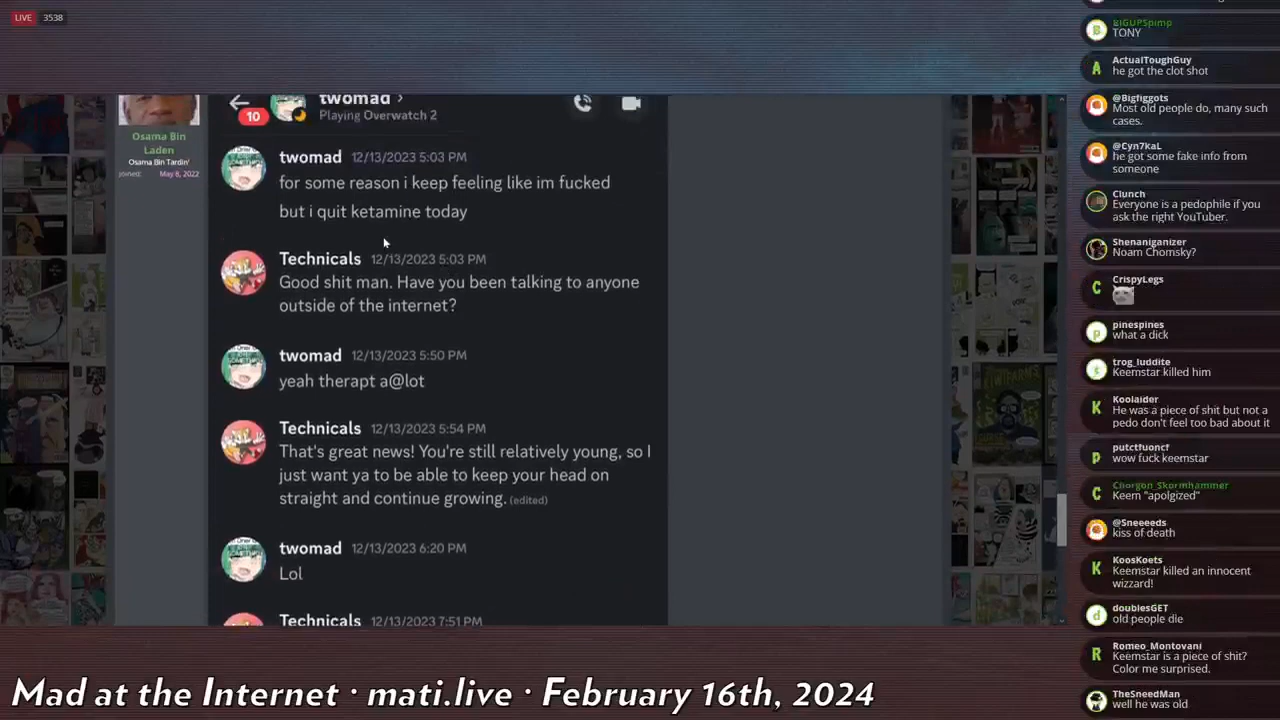 LIVE 3538
Osama Bin
Laden
Osama Bin Tardin'
Joined: May 8, 2022
twomad ›
10
Playing Overwatch 2
twomad 12/13/2023 5:03 PM
for some reason i keep feeling like im fucked
but i quit ketamine today
Technicals 12/13/2023 5:03 PM
Good shit man. Have you been talking to anyone
outside of the internet?
twomad 12/13/2023 5:50 PM
yeah therapt a@lot
Technicals 12/13/2023 5:54 PM
That's great news! You're still relatively young, so I
just want ya to be able to keep your head on
straight and continue growing. (edited)
twomad 12/13/2023 6:20 PM
Lol
Technicals 12/13/2023 7:51 PM
BIGUPSpimp
TONY
ActualToughGuy
he got the clot shot
@Bigfiggots
Most old people do, many such
cases.
@Cyn7kaL
he got some fake info from
someone
Clunch
Everyone is a pedophile if you
ask the right YouTuber.
Shenaniganizer
Noam Chomsky?
CrispyLegs
pinespines
what a dick
trog_luddite
Keemstar killed him
Koolaider
He was a piece of shit but not a
pedo don't feel too bad about it
putctfuoncf
wow fuck keemstar
Chorgon_Skormhammer
Keem "apolgized"
@Sneeeeds
kiss of death
KoosKoets
Keemstar killed an innocent
wizzard!
doublesGET
old people die
Romeo_Montovani
Keemstar is a piece of shit?
Color me surprised.
TheSneedMan
well he was old
Mad at the Internet · mati.live · February 16th, 2024